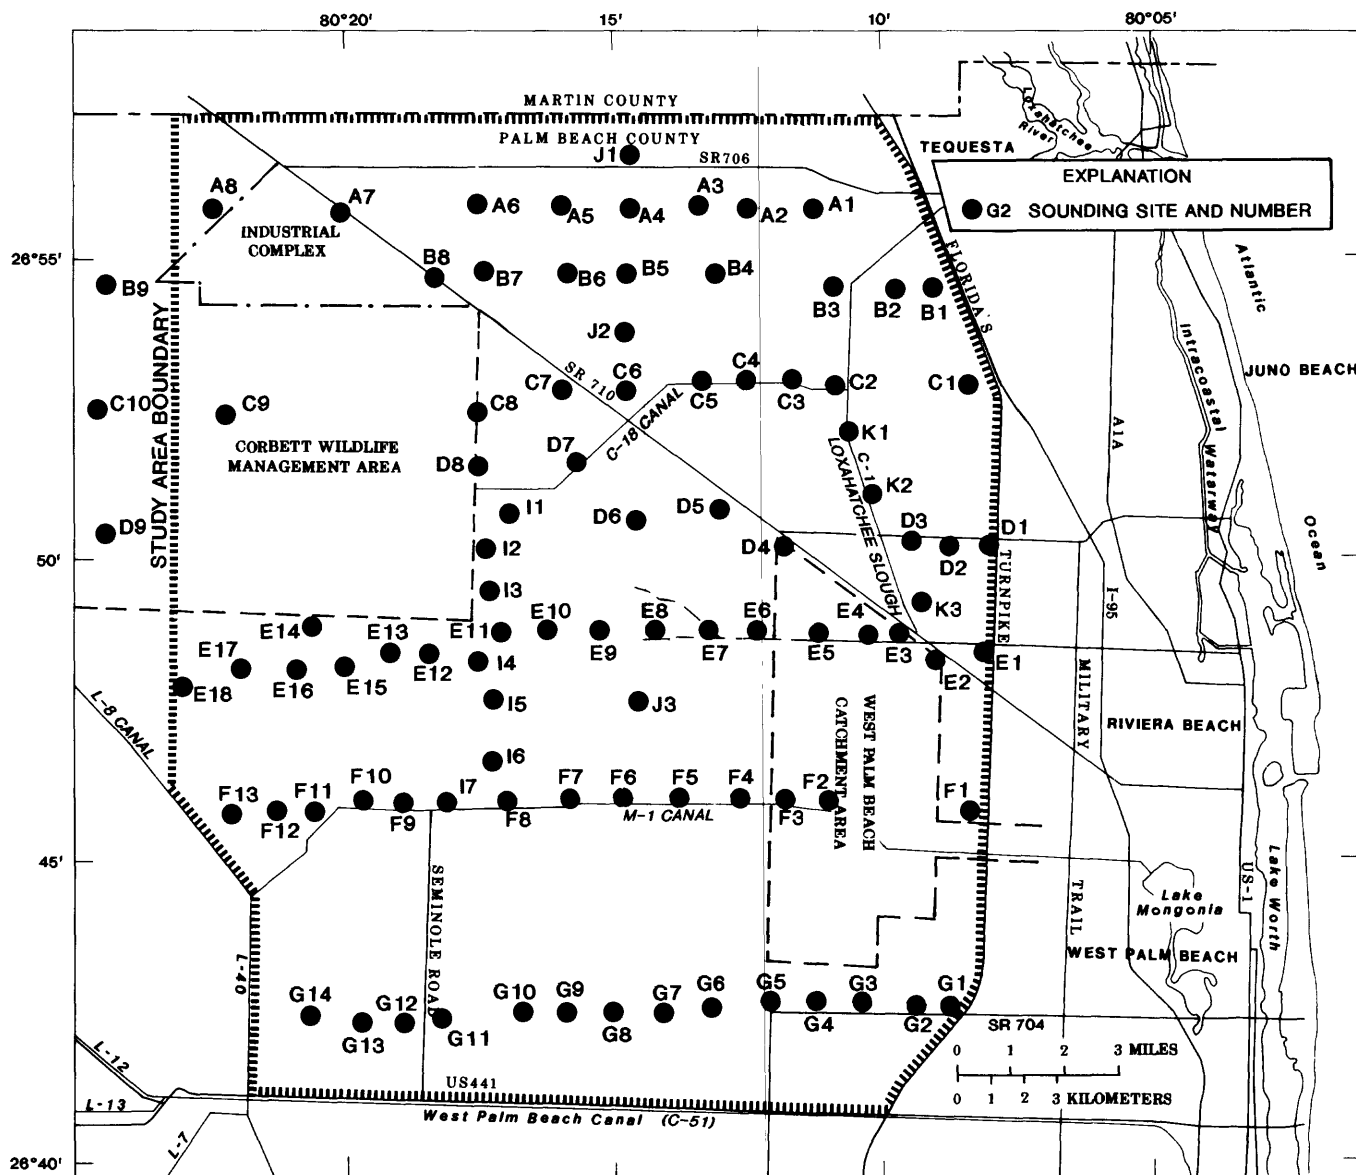 80°20'
15'
10'
80°05'
MARTIN COUNTY
PALM BEACH COUNTY
J1
SR706
TEQUESTA
Loxahatchee
River
EXPLANATION
G2 SOUNDING SITE AND NUMBER
A8
A7
A6
A5
A4
A3
A2
A1
INDUSTRIAL
COMPLEX
26°55'
B9
B8
B7
B6
B5
B4
B3
B2
B1
FLORIDA'S
Atlantic
J2
STUDY AREA BOUNDARY
SR 710
Intracoastal
Waterway
JUNO BEACH
C10
C9
C8
C7
C6
C5
C4
C3
C2
C1
C-18 CANAL
A1A
CORBETT WILDLIFE
MANAGEMENT AREA
K1
C-1
LOXAHATCHEE SLOUGH
D8
D7
K2
D9
I1
D6
D5
D4
D3
D2
D1
Ocean
50'
I2
TURNPIKE
I3
K3
I-95
E14
E13
E11
E10
E9
E8
E7
E6
E5
E4
E3
E2
E1
E17
E18
E16
E15
E12
I4
MILITARY
L-8 CANAL
I5
J3
WEST PALM BEACH
CATCHMENT AREA
RIVIERA BEACH
I6
F13
F12
F11
F10
F9
I7
F8
F7
F6
F5
F4
F3
F2
F1
M-1 CANAL
45'
SEMINOLE ROAD
TRAIL
US-1
Lake Worth
Lake
Mongonia
WEST PALM BEACH
L-40
G14
G13
G12
G11
G10
G9
G8
G7
G6
G5
G4
G3
G2
G1
SR 704
0 1 2 3 MILES
0 1 2 3 KILOMETERS
L-12
L-13
US441
West Palm Beach Canal (C-51)
L-7
26°40'